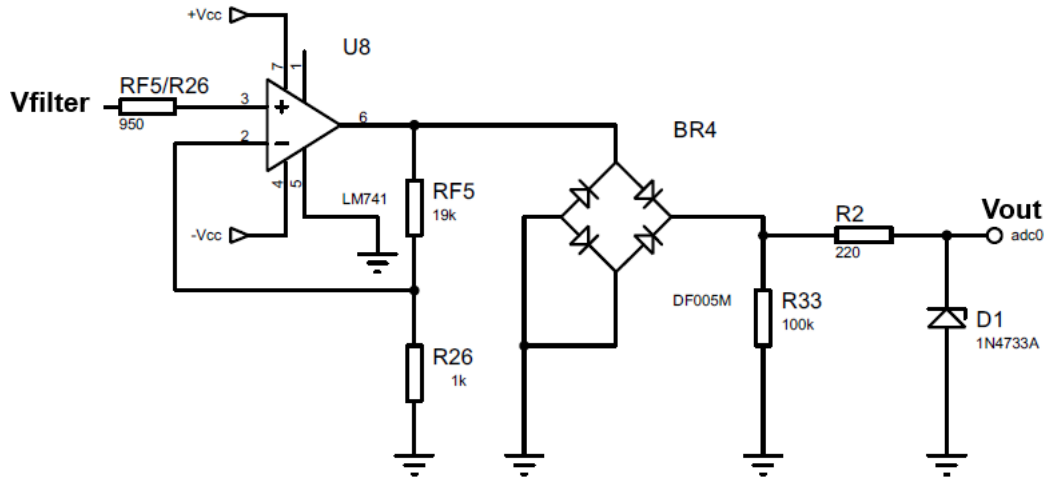 +Vcc
U8
7
1
RF5/R26
Vfilter
3
950
2
6
BR4
4
5
LM741
RF5
19k
-Vcc
R2
Vout
adc0
220
DF005M
R33
100k
D1
1N4733A
R26
1k